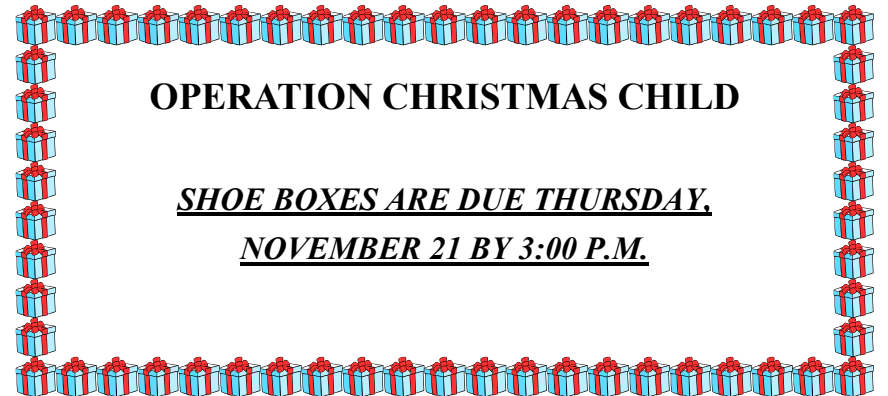 OPERATION CHRISTMAS CHILD
SHOE BOXES ARE DUE THURSDAY,
NOVEMBER 21 BY 3:00 P.M.